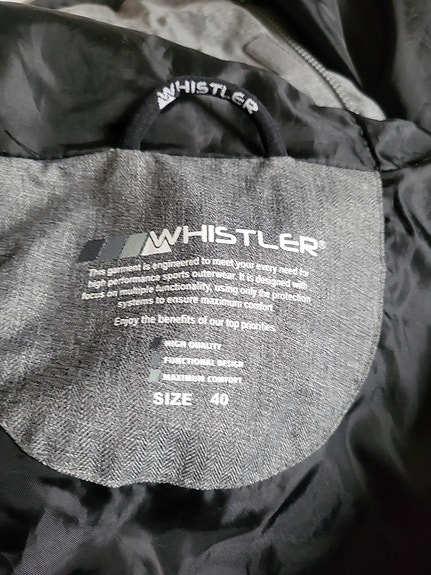 WHISTLER
WHISTLER®
This garment is engineered to meet your every need for
high performance sports outerwear. It is designed with
focus on multiple functionality, using only the protection
systems to ensure maximum comfort
Enjoy the benefits of our top priorities
HIGH QUALITY
FUNCTIONAL DESIGN
MAXIMUM COMFORT
SIZE 40